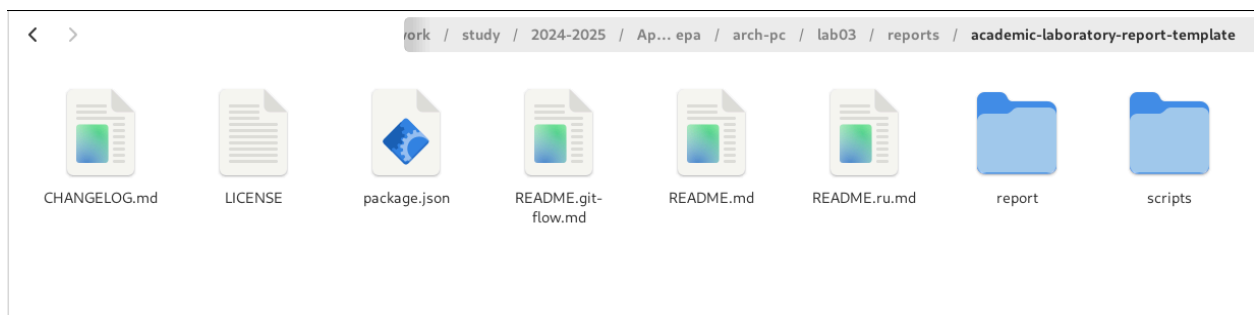 ork / study / 2024-2025 / Ap... epa / arch-pc / lab03 / reports / academic-laboratory-report-template
CHANGELOG.md
LICENSE
package.json
README.git-
flow.md
README.md
README.ru.md
report
scripts